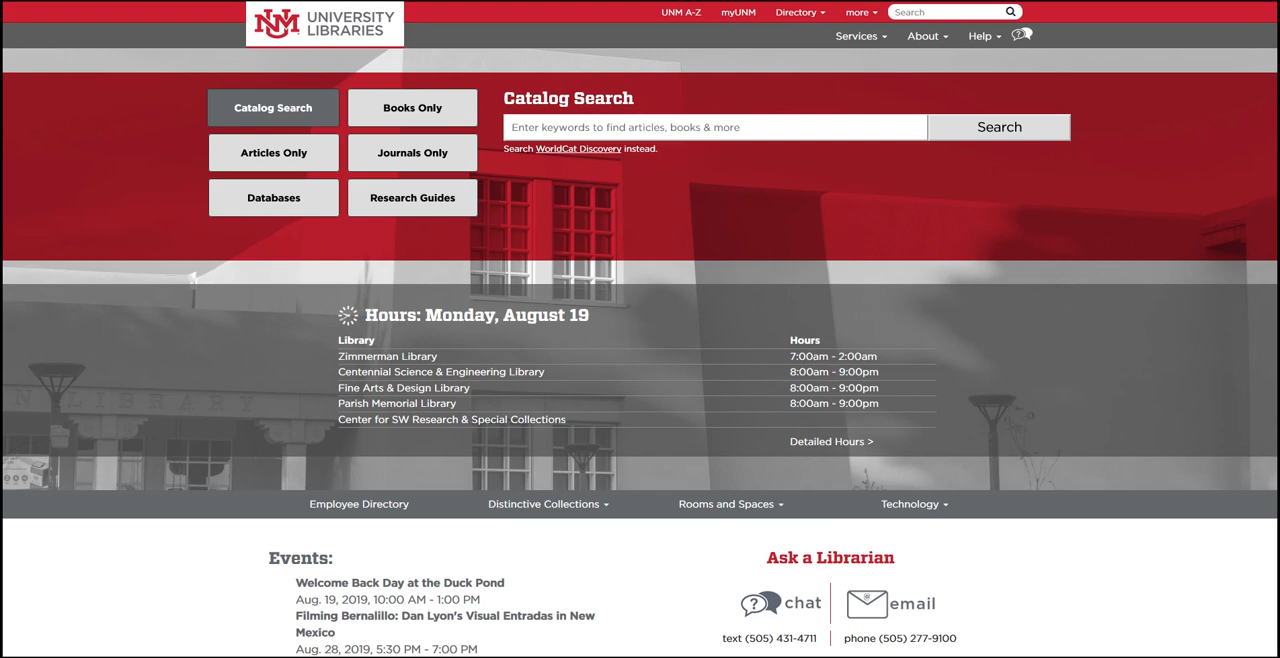 UNM A-Z myUNM Directory more Search
UNM UNIVERSITY
LIBRARIES
Services About Help ?
Catalog Search Books Only
Articles Only Journals Only
Databases Research Guides
Catalog Search
Enter keywords to find articles, books & more Search
Search WorldCat Discovery instead.
Hours: Monday, August 19
Library Hours
Zimmerman Library 7:00am - 2:00am
Centennial Science & Engineering Library 8:00am - 9:00pm
Fine Arts & Design Library 8:00am - 9:00pm
Parish Memorial Library 8:00am - 9:00pm
Center for SW Research & Special Collections
Detailed Hours >
LIBRARY
Employee Directory Distinctive Collections Rooms and Spaces Technology
Events:
Welcome Back Day at the Duck Pond
Aug. 19, 2019, 10:00 AM - 1:00 PM
Filming Bernalillo: Dan Lyon's Visual Entradas in New
Mexico
Aug. 28, 2019, 5:30 PM - 7:00 PM
Ask a Librarian
? chat @ email
text (505) 431-4711 phone (505) 277-9100